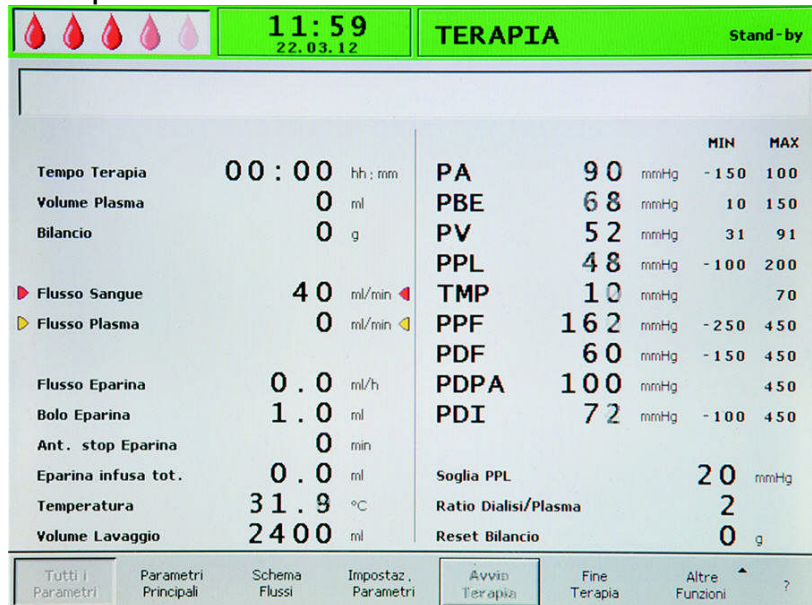 11:59
22.03.12
TERAPIA
Stand-by
MIN MAX
Tempo Terapia 00:00 hh:mm
Volume Plasma 0 ml
Bilancio 0 g
Flusso Sangue 40 ml/min
Flusso Plasma 0 ml/min
Flusso Eparina 0.0 ml/h
Bolo Eparina 1.0 ml
Ant. stop Eparina 0 min
Eparina infusa tot. 0.0 ml
Temperatura 31.9 °C
Volume Lavaggio 2400 ml
PA 90 mmHg -150 100
PBE 68 mmHg 10 150
PV 52 mmHg 31 91
PPL 48 mmHg -100 200
TMP 10 mmHg 70
PPF 162 mmHg -250 450
PDF 60 mmHg -150 450
PDPA 100 mmHg 450
PDI 72 mmHg -100 450
Soglia PPL 20 mmHg
Ratio Dialisi/Plasma 2
Reset Bilancio 0 g
Tutti i
Parametri
Parametri
Principali
Schema
Flussi
Impostaz.
Parametri
Avvio
Terapia
Fine
Terapia
Altre
Funzioni
?